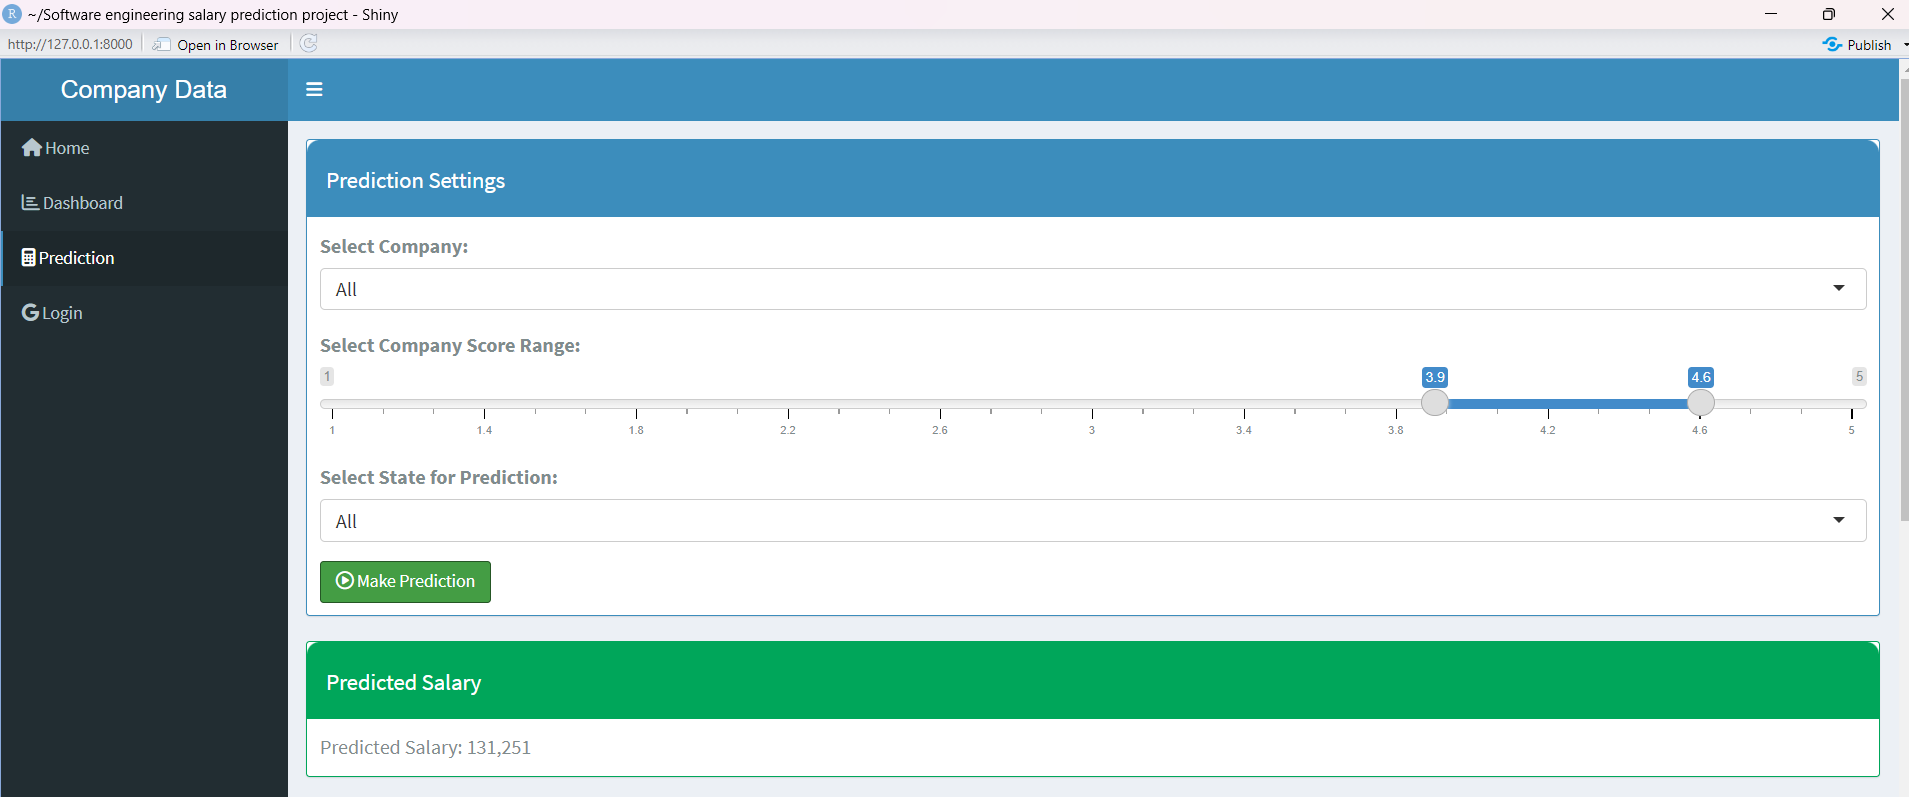 R ~/Software engineering salary prediction project - Shiny
http://127.0.0.1:8000 Open in Browser Publish
Company Data
Home
Dashboard
Prediction
Login
Prediction Settings
Select Company:
All
Select Company Score Range:
1 3.9 4.6 5
1 1.4 1.8 2.2 2.6 3 3.4 3.8 4.2 4.6 5
Select State for Prediction:
All
Make Prediction
Predicted Salary
Predicted Salary: 131,251